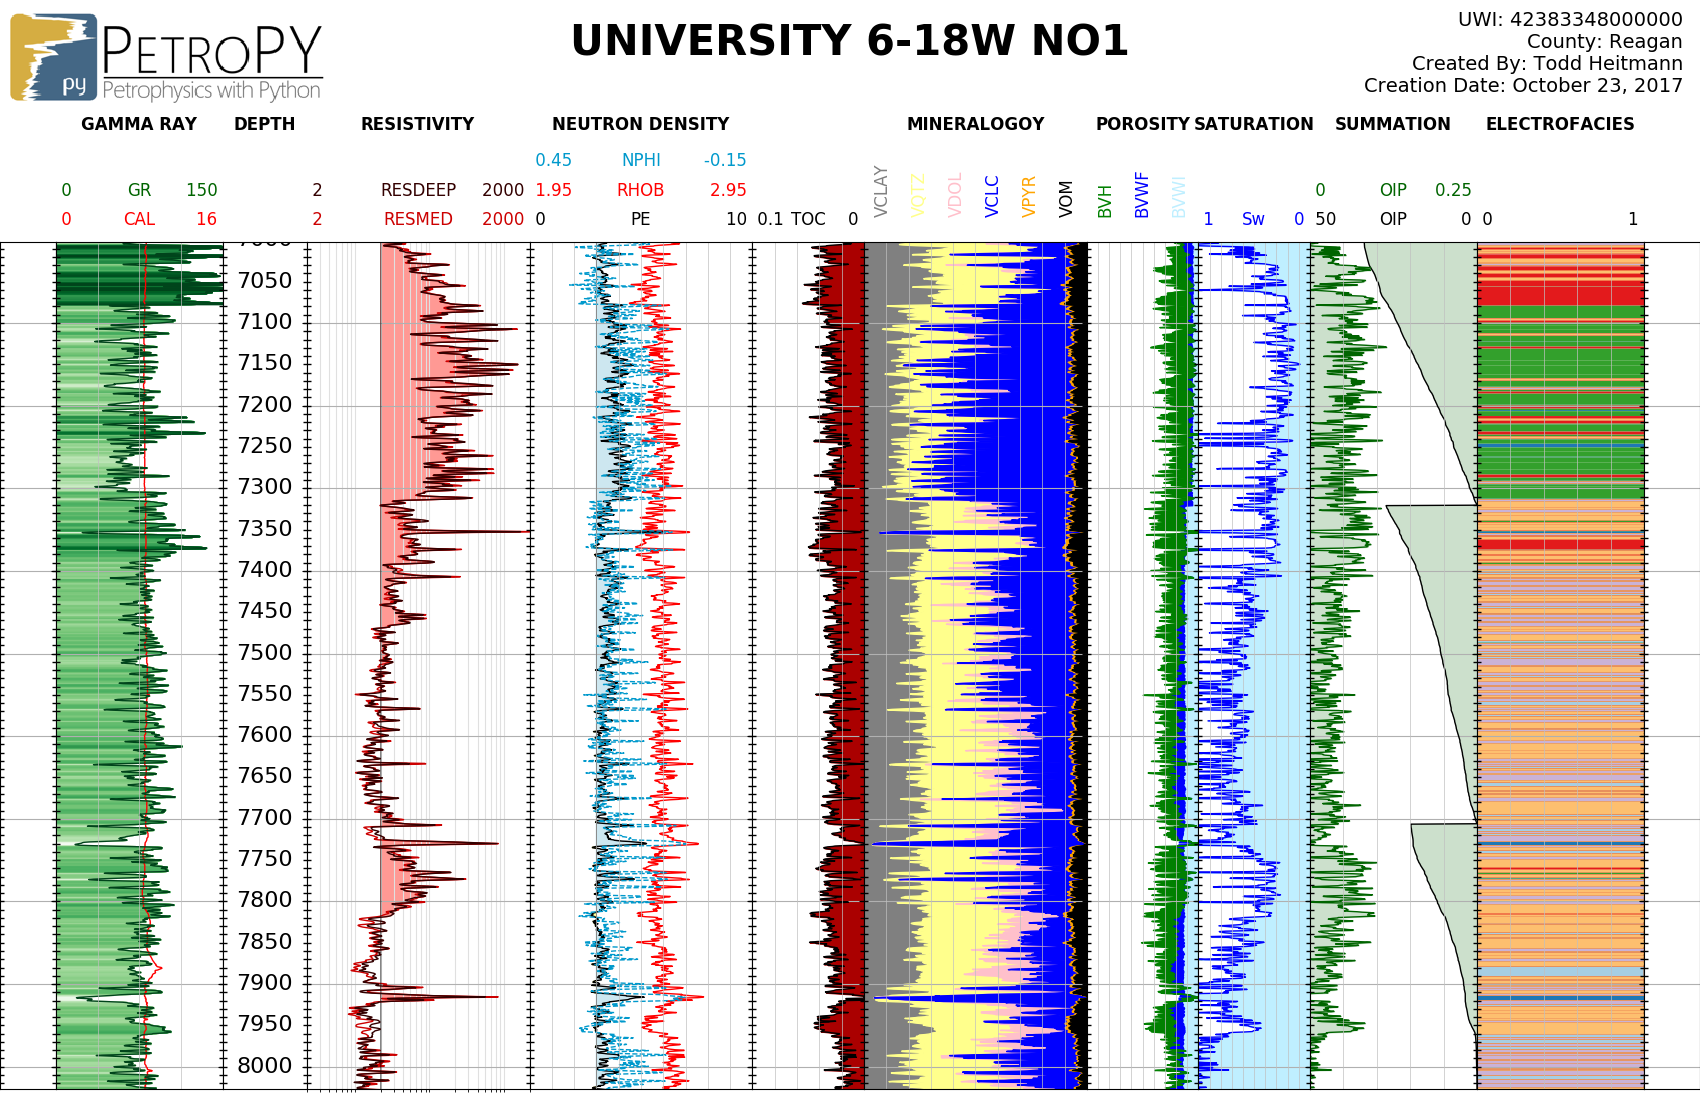 PETROPY
py
Petrophysics with Python
UNIVERSITY 6-18W NO1
UWI: 42383348000000
County: Reagan
Created By: Todd Heitmann
Creation Date: October 23, 2017
GAMMA RAY DEPTH RESISTIVITY NEUTRON DENSITY MINERALOGOY POROSITY SATURATION SUMMATION ELECTROFACIES
0.45 NPHI -0.15
0 GR 150 2 RESDEEP 2000 1.95 RHOB 2.95 VCLAY VQTZ VDOL VCLC VPYR VOM BVH BVWF BVWI 0 OIP 0.25
0 CAL 16 2 RESMED 2000 0 PE 10 0.1 TOC 0 1 Sw 0 50 OIP 0 0 1
7000
7050
7100
7150
7200
7250
7300
7350
7400
7450
7500
7550
7600
7650
7700
7750
7800
7850
7900
7950
8000